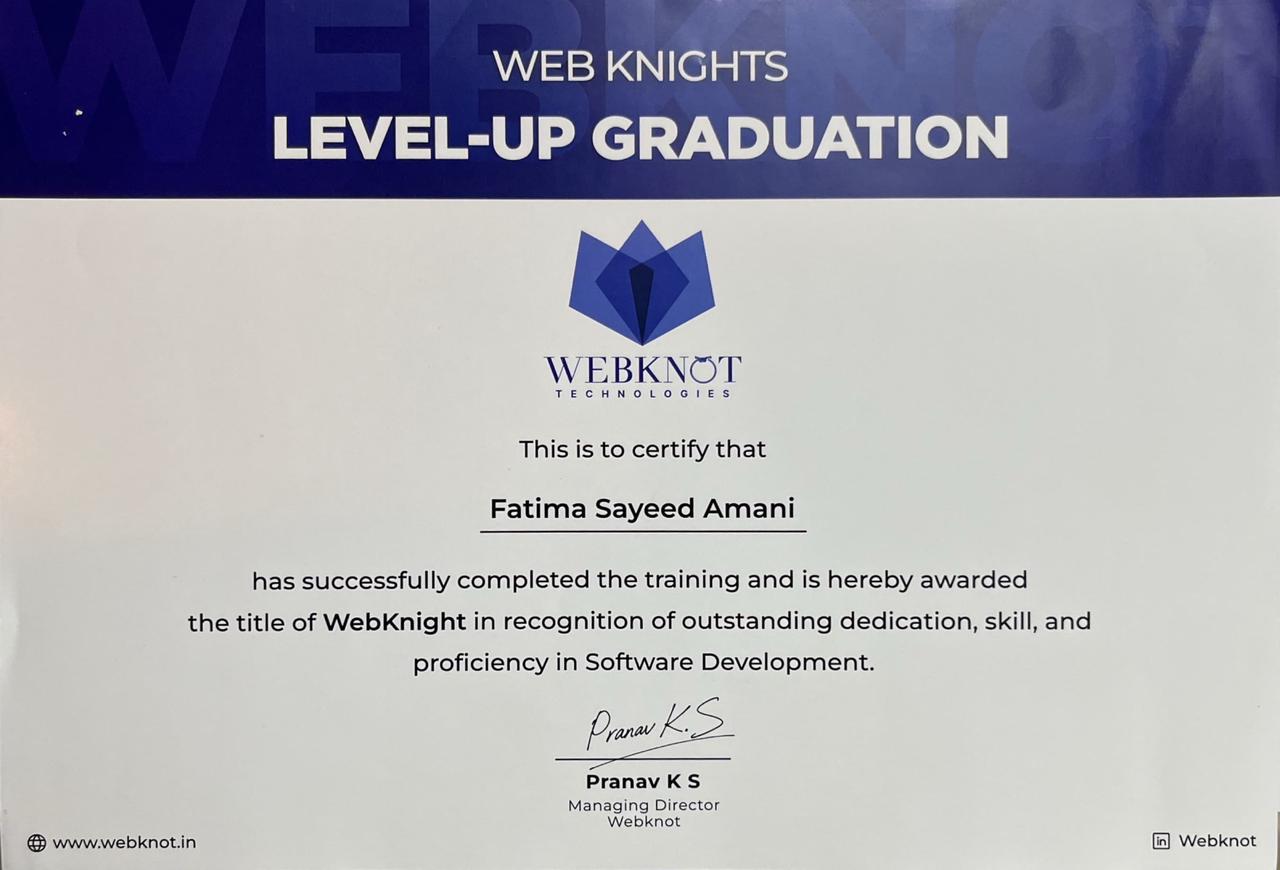 WEBKNOT
WEB KNIGHTS
LEVEL-UP GRADUATION
WEBKNOT
TECHNOLOGIES
This is to certify that
Fatima Sayeed Amani
has successfully completed the training and is hereby awarded
the title of WebKnight in recognition of outstanding dedication, skill, and
proficiency in Software Development.
Pranav K.S
Pranav K S
Managing Director
Webknot
www.webknot.in
in Webknot